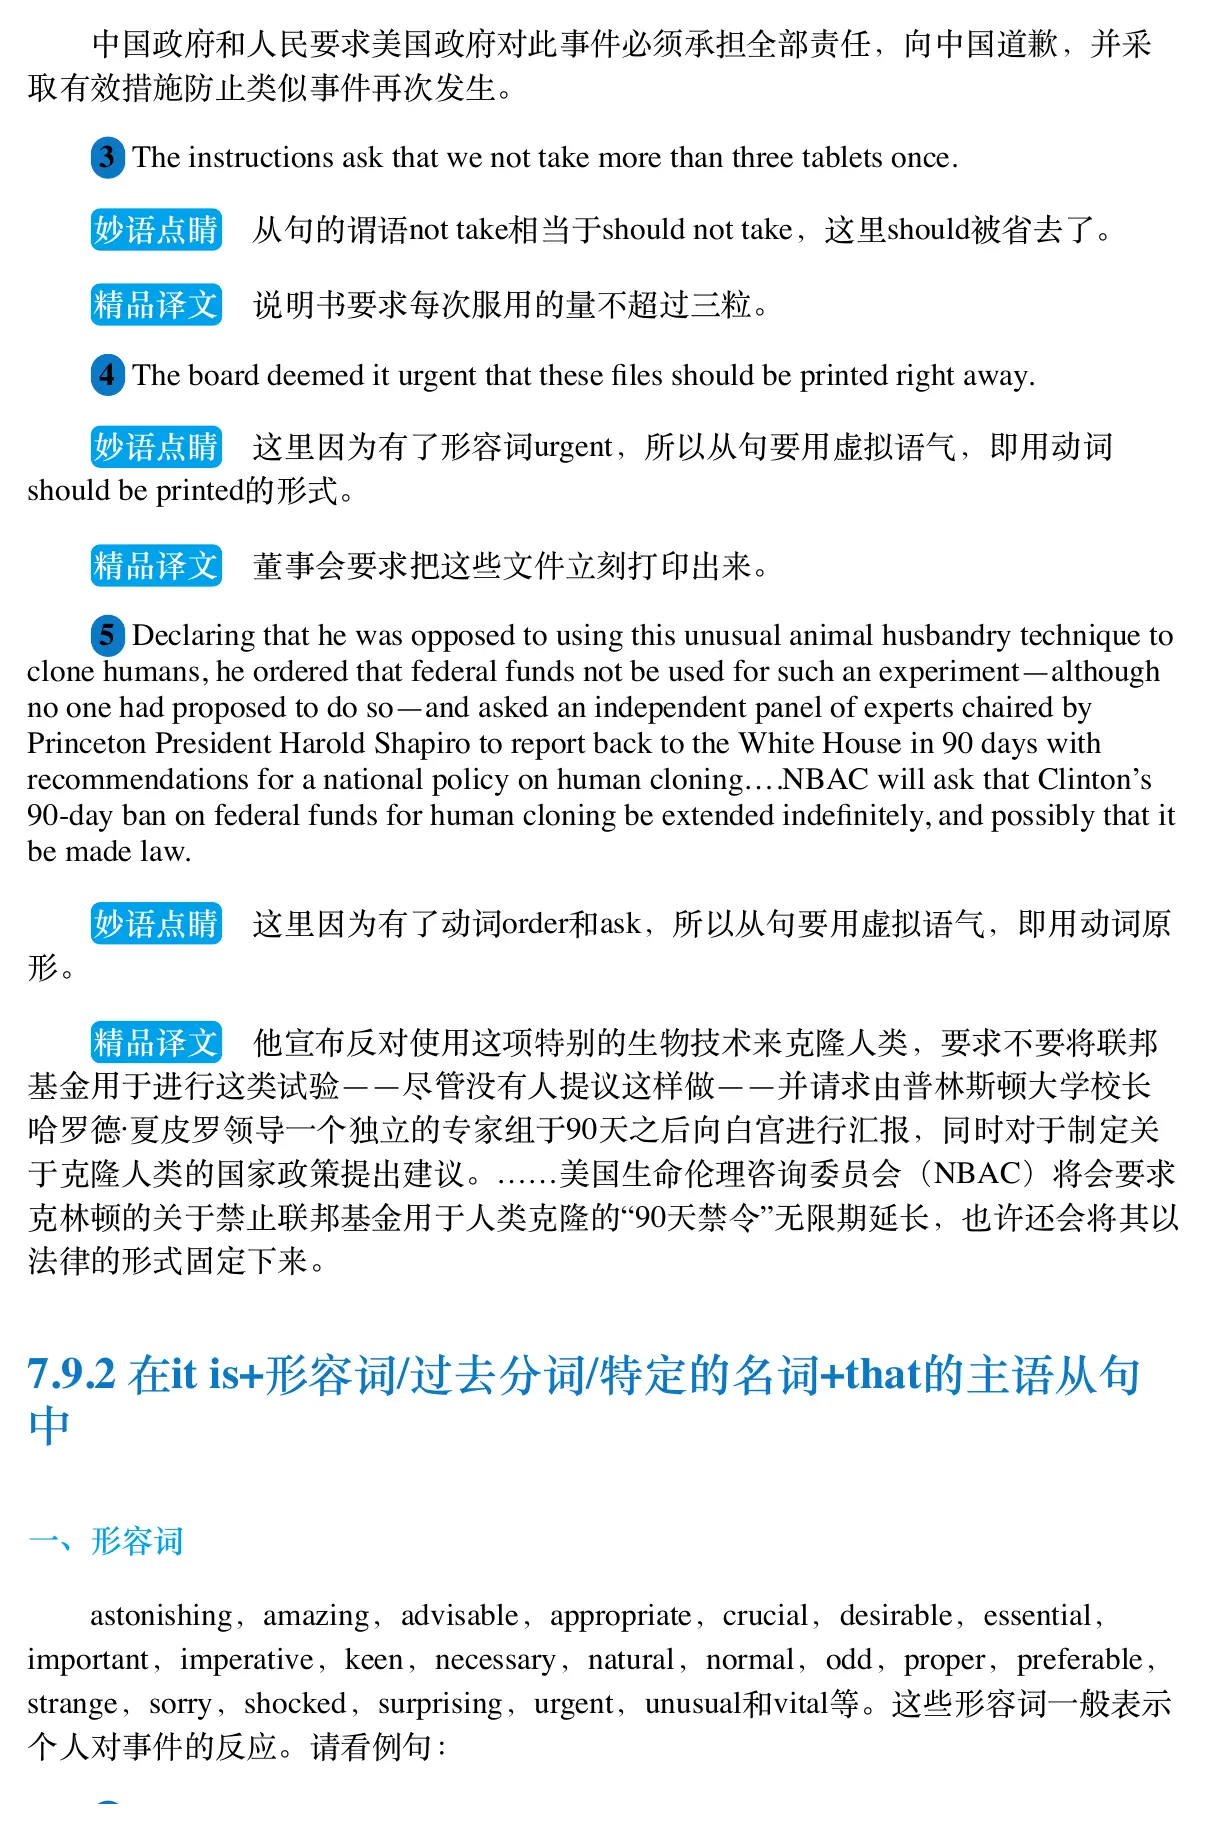 中国政府和人民要求美国政府对此事件必须承担全部责任，向中国道歉，并采
取有效措施防止类似事件再次发生。
3 The instructions ask that we not take more than three tablets once.
妙语点睛 从句的谓语not take相当于should not take，这里should被省去了。
精品译文 说明书要求每次服用的量不超过三粒。
4 The board deemed it urgent that these files should be printed right away.
妙语点睛 这里因为有了形容词urgent，所以从句要用虚拟语气，即用动词
should be printed的形式。
精品译文 董事会要求把这些文件立刻打印出来。
5 Declaring that he was opposed to using this unusual animal husbandry technique to
clone humans, he ordered that federal funds not be used for such an experiment—although
no one had proposed to do so—and asked an independent panel of experts chaired by
Princeton President Harold Shapiro to report back to the White House in 90 days with
recommendations for a national policy on human cloning….NBAC will ask that Clinton’s
90-day ban on federal funds for human cloning be extended indefinitely, and possibly that it
be made law.
妙语点睛 这里因为有了动词order和ask，所以从句要用虚拟语气，即用动词原
形。
精品译文 他宣布反对使用这项特别的生物技术来克隆人类，要求不要将联邦
基金用于进行这类试验——尽管没有人提议这样做——并请求由普林斯顿大学校长
哈罗德·夏皮罗领导一个独立的专家组于90天之后向白宫进行汇报，同时对于制定关
于克隆人类的国家政策提出建议。……美国生命伦理咨询委员会（NBAC）将会要求
克林顿的关于禁止联邦基金用于人类克隆的“90天禁令”无限期延长，也许还会将其以
法律的形式固定下来。
7.9.2 在it is+形容词/过去分词/特定的名词+that的主语从句
中
一、形容词
astonishing，amazing，advisable，appropriate，crucial，desirable，essential，
important，imperative，keen，necessary，natural，normal，odd，proper，preferable，
strange，sorry，shocked，surprising，urgent，unusual和vital等。这些形容词一般表示
个人对事件的反应。请看例句：